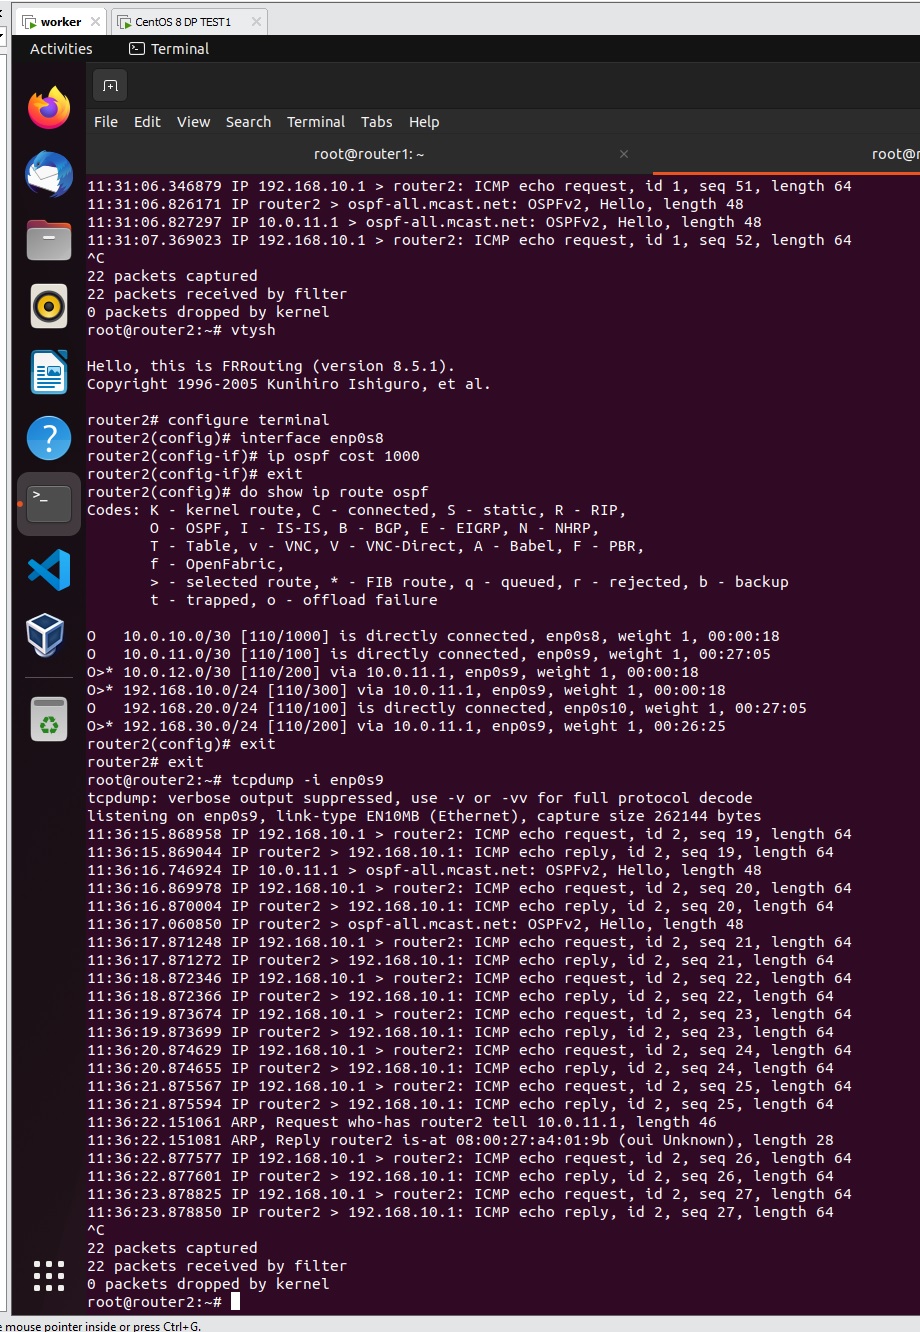 worker
CentOS 8 DP TEST1
Activities
Terminal
File Edit View Search Terminal Tabs Help
root@router1: ~
root@r
11:31:06.346879 IP 192.168.10.1 > router2: ICMP echo request, id 1, seq 51, length 64
11:31:06.826171 IP router2 > ospf-all.mcast.net: OSPFv2, Hello, length 48
11:31:06.827297 IP 10.0.11.1 > ospf-all.mcast.net: OSPFv2, Hello, length 48
11:31:07.369023 IP 192.168.10.1 > router2: ICMP echo request, id 1, seq 52, length 64
^C
22 packets captured
22 packets received by filter
0 packets dropped by kernel
root@router2:~# vtysh
Hello, this is FRRouting (version 8.5.1).
Copyright 1996-2005 Kunihiro Ishiguro, et al.
router2# configure terminal
router2(config)# interface enp0s8
router2(config-if)# ip ospf cost 1000
router2(config-if)# exit
router2(config)# do show ip route ospf
Codes: K - kernel route, C - connected, S - static, R - RIP,
O - OSPF, I - IS-IS, B - BGP, E - EIGRP, N - NHRP,
T - Table, v - VNC, V - VNC-Direct, A - Babel, F - PBR,
f - OpenFabric,
> - selected route, * - FIB route, q - queued, r - rejected, b - backup
t - trapped, o - offload failure
O   10.0.10.0/30 [110/1000] is directly connected, enp0s8, weight 1, 00:00:18
O   10.0.11.0/30 [110/100] is directly connected, enp0s9, weight 1, 00:27:05
O>* 10.0.12.0/30 [110/200] via 10.0.11.1, enp0s9, weight 1, 00:00:18
O>* 192.168.10.0/24 [110/300] via 10.0.11.1, enp0s9, weight 1, 00:00:18
O   192.168.20.0/24 [110/100] is directly connected, enp0s10, weight 1, 00:27:05
O>* 192.168.30.0/24 [110/200] via 10.0.11.1, enp0s9, weight 1, 00:26:25
router2(config)# exit
router2# exit
root@router2:~# tcpdump -i enp0s9
tcpdump: verbose output suppressed, use -v or -vv for full protocol decode
listening on enp0s9, link-type EN10MB (Ethernet), capture size 262144 bytes
11:36:15.868958 IP 192.168.10.1 > router2: ICMP echo request, id 2, seq 19, length 64
11:36:15.869044 IP router2 > 192.168.10.1: ICMP echo reply, id 2, seq 19, length 64
11:36:16.746924 IP 10.0.11.1 > ospf-all.mcast.net: OSPFv2, Hello, length 48
11:36:16.869978 IP 192.168.10.1 > router2: ICMP echo request, id 2, seq 20, length 64
11:36:16.870004 IP router2 > 192.168.10.1: ICMP echo reply, id 2, seq 20, length 64
11:36:17.060850 IP router2 > ospf-all.mcast.net: OSPFv2, Hello, length 48
11:36:17.871248 IP 192.168.10.1 > router2: ICMP echo request, id 2, seq 21, length 64
11:36:17.871272 IP router2 > 192.168.10.1: ICMP echo reply, id 2, seq 21, length 64
11:36:18.872346 IP 192.168.10.1 > router2: ICMP echo request, id 2, seq 22, length 64
11:36:18.872366 IP router2 > 192.168.10.1: ICMP echo reply, id 2, seq 22, length 64
11:36:19.873674 IP 192.168.10.1 > router2: ICMP echo request, id 2, seq 23, length 64
11:36:19.873699 IP router2 > 192.168.10.1: ICMP echo reply, id 2, seq 23, length 64
11:36:20.874629 IP 192.168.10.1 > router2: ICMP echo request, id 2, seq 24, length 64
11:36:20.874655 IP router2 > 192.168.10.1: ICMP echo reply, id 2, seq 24, length 64
11:36:21.875567 IP 192.168.10.1 > router2: ICMP echo request, id 2, seq 25, length 64
11:36:21.875594 IP router2 > 192.168.10.1: ICMP echo reply, id 2, seq 25, length 64
11:36:22.151061 ARP, Request who-has router2 tell 10.0.11.1, length 46
11:36:22.151081 ARP, Reply router2 is-at 08:00:27:a4:01:9b (oui Unknown), length 28
11:36:22.877577 IP 192.168.10.1 > router2: ICMP echo request, id 2, seq 26, length 64
11:36:22.877601 IP router2 > 192.168.10.1: ICMP echo reply, id 2, seq 26, length 64
11:36:23.878825 IP 192.168.10.1 > router2: ICMP echo request, id 2, seq 27, length 64
11:36:23.878850 IP router2 > 192.168.10.1: ICMP echo reply, id 2, seq 27, length 64
^C
22 packets captured
22 packets received by filter
0 packets dropped by kernel
root@router2:~#
e mouse pointer inside or press Ctrl+G.